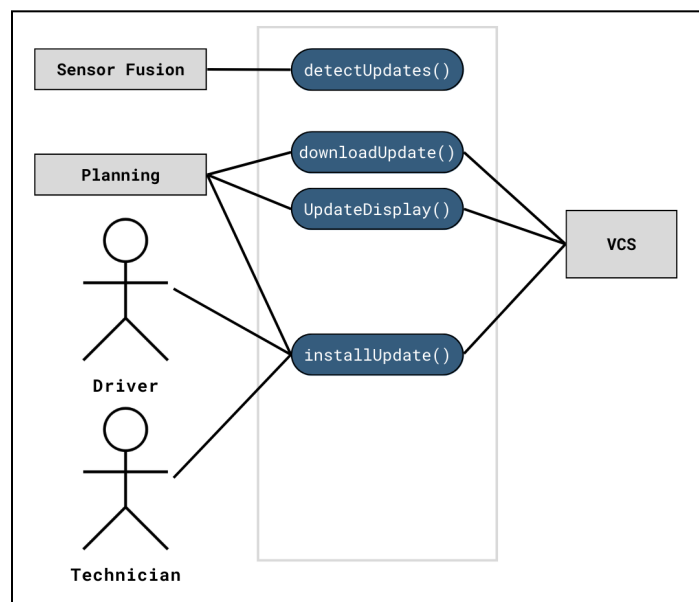 Sensor Fusion
detectUpdates()
downloadUpdate()
Planning
UpdateDisplay()
VCS
installUpdate()
Driver
Technician